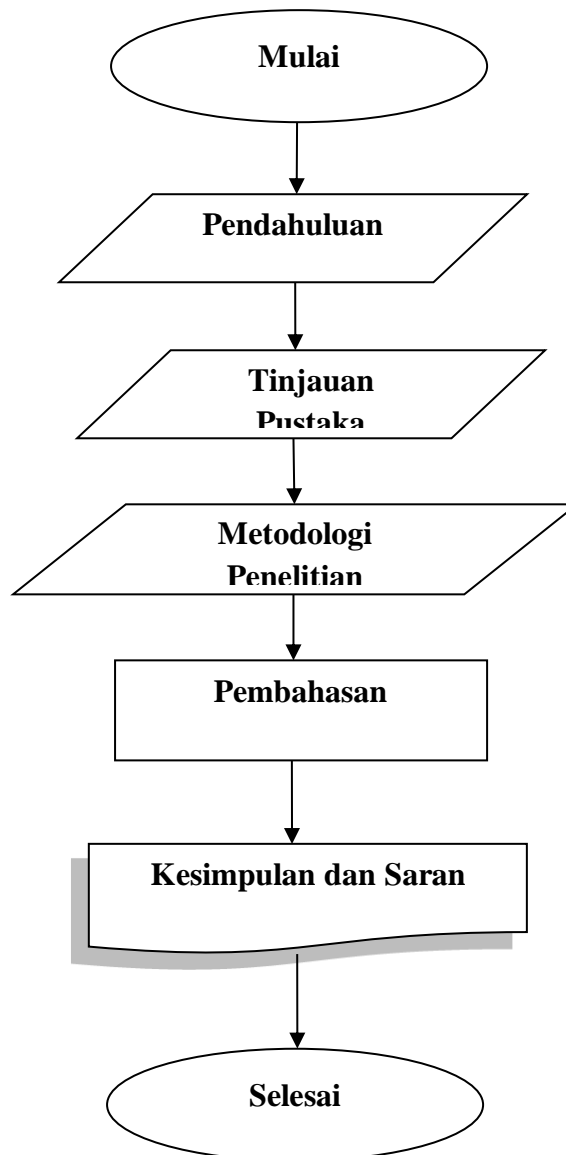 Mulai
Pendahuluan
Tinjauan
Pustaka
Metodologi
Penelitian
Pembahasan
Kesimpulan dan Saran
Selesai